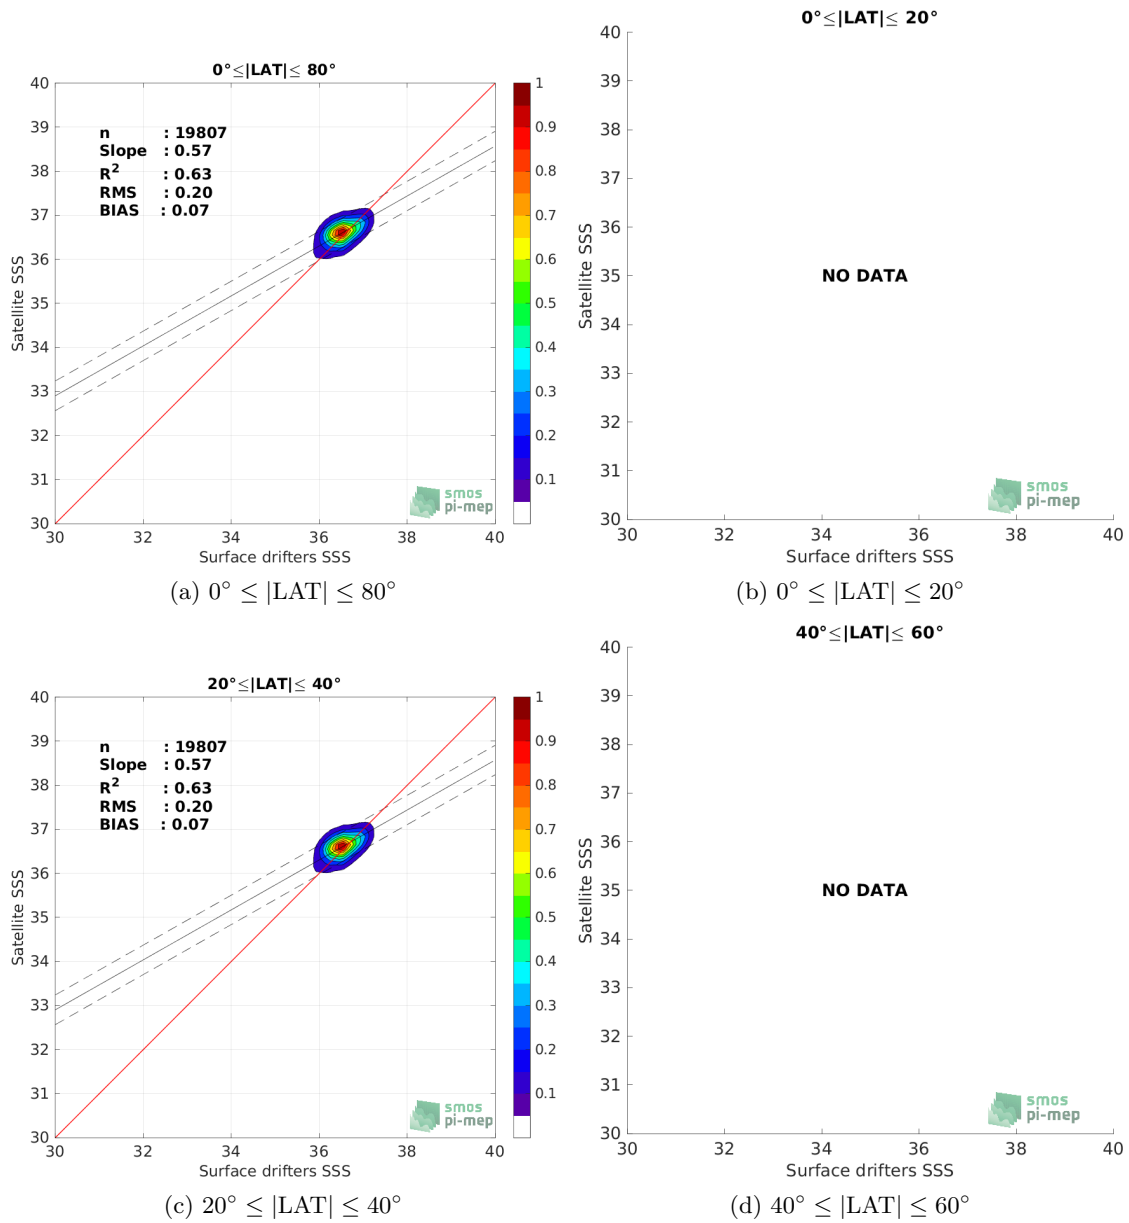 0°≤|LAT|≤ 80°
40
39
38
37
36
35
34
33
32
31
30
Satellite SSS
n : 19807
Slope : 0.57
R² : 0.63
RMS : 0.20
BIAS : 0.07
1
0.9
0.8
0.7
0.6
0.5
0.4
0.3
0.2
0.1
smos
pi-mep
30 32 34 36 38 40
Surface drifters SSS
(a) 0° ≤ |LAT| ≤ 80°
0°≤|LAT|≤ 20°
40
39
38
37
36
35
34
33
32
31
30
Satellite SSS
NO DATA
smos
pi-mep
30 32 34 36 38 40
Surface drifters SSS
(b) 0° ≤ |LAT| ≤ 20°
20°≤|LAT|≤ 40°
40
39
38
37
36
35
34
33
32
31
30
Satellite SSS
n : 19807
Slope : 0.57
R² : 0.63
RMS : 0.20
BIAS : 0.07
1
0.9
0.8
0.7
0.6
0.5
0.4
0.3
0.2
0.1
smos
pi-mep
30 32 34 36 38 40
Surface drifters SSS
(c) 20° ≤ |LAT| ≤ 40°
40°≤|LAT|≤ 60°
40
39
38
37
36
35
34
33
32
31
30
Satellite SSS
NO DATA
smos
pi-mep
30 32 34 36 38 40
Surface drifters SSS
(d) 40° ≤ |LAT| ≤ 60°